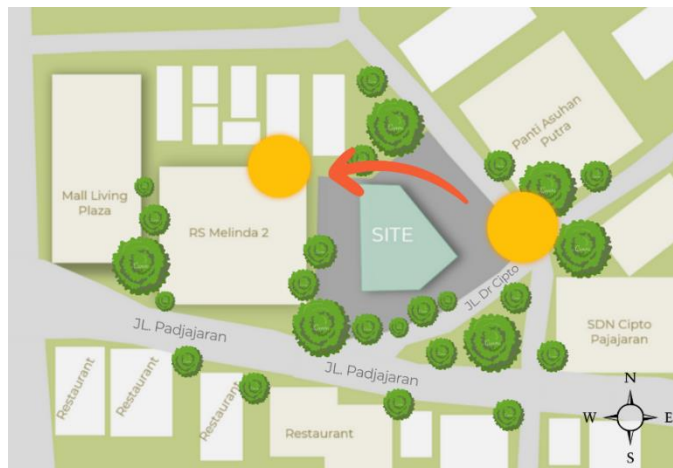 Panti Asuhan
Putra
Mall Living
Plaza
RS Melinda 2
SITE
JL. Dr Cipto
SDN Cipto
Pajajaran
JL. Padjajaran
JL. Padjajaran
Restaurant
Restaurant
Restaurant
Restaurant
N
W
E
S